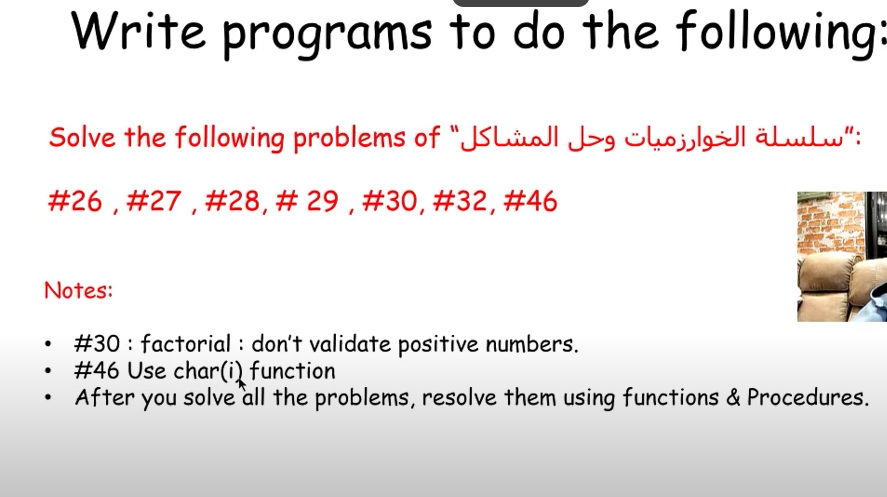 Write programs to do the following:
Solve the following problems of “سلسلة الخوارزميات وحل المشاكل”:
#26 , #27 , #28, # 29 , #30, #32, #46
Notes:
• #30 : factorial : don’t validate positive numbers.
• #46 Use char(i) function
• After you solve all the problems, resolve them using functions & Procedures.